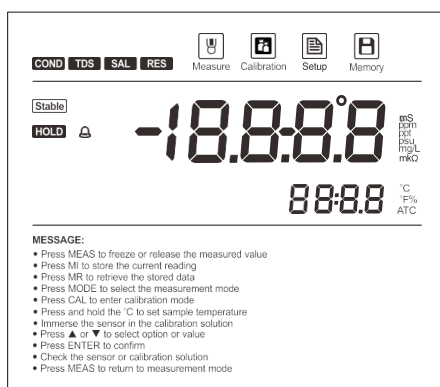 COND TDS SAL RES
Measure Calibration Setup Memory
Stable
HOLD
-18.8.8.8°
mS
ppm
ppt
psu
mg/L
mkΩ
88:8.8
°C
°F%
ATC
MESSAGE:
• Press MEAS to freeze or release the measured value
• Press MI to store the current reading
• Press MR to retrieve the stored data
• Press MODE to select the measurement mode
• Press CAL to enter calibration mode
• Press and hold the °C to set sample temperature
• Immerse the sensor in the calibration solution
• Press ▲ or ▼ to select option or value
• Press ENTER to confirm
• Check the sensor or calibration solution
• Press MEAS to return to measurement mode